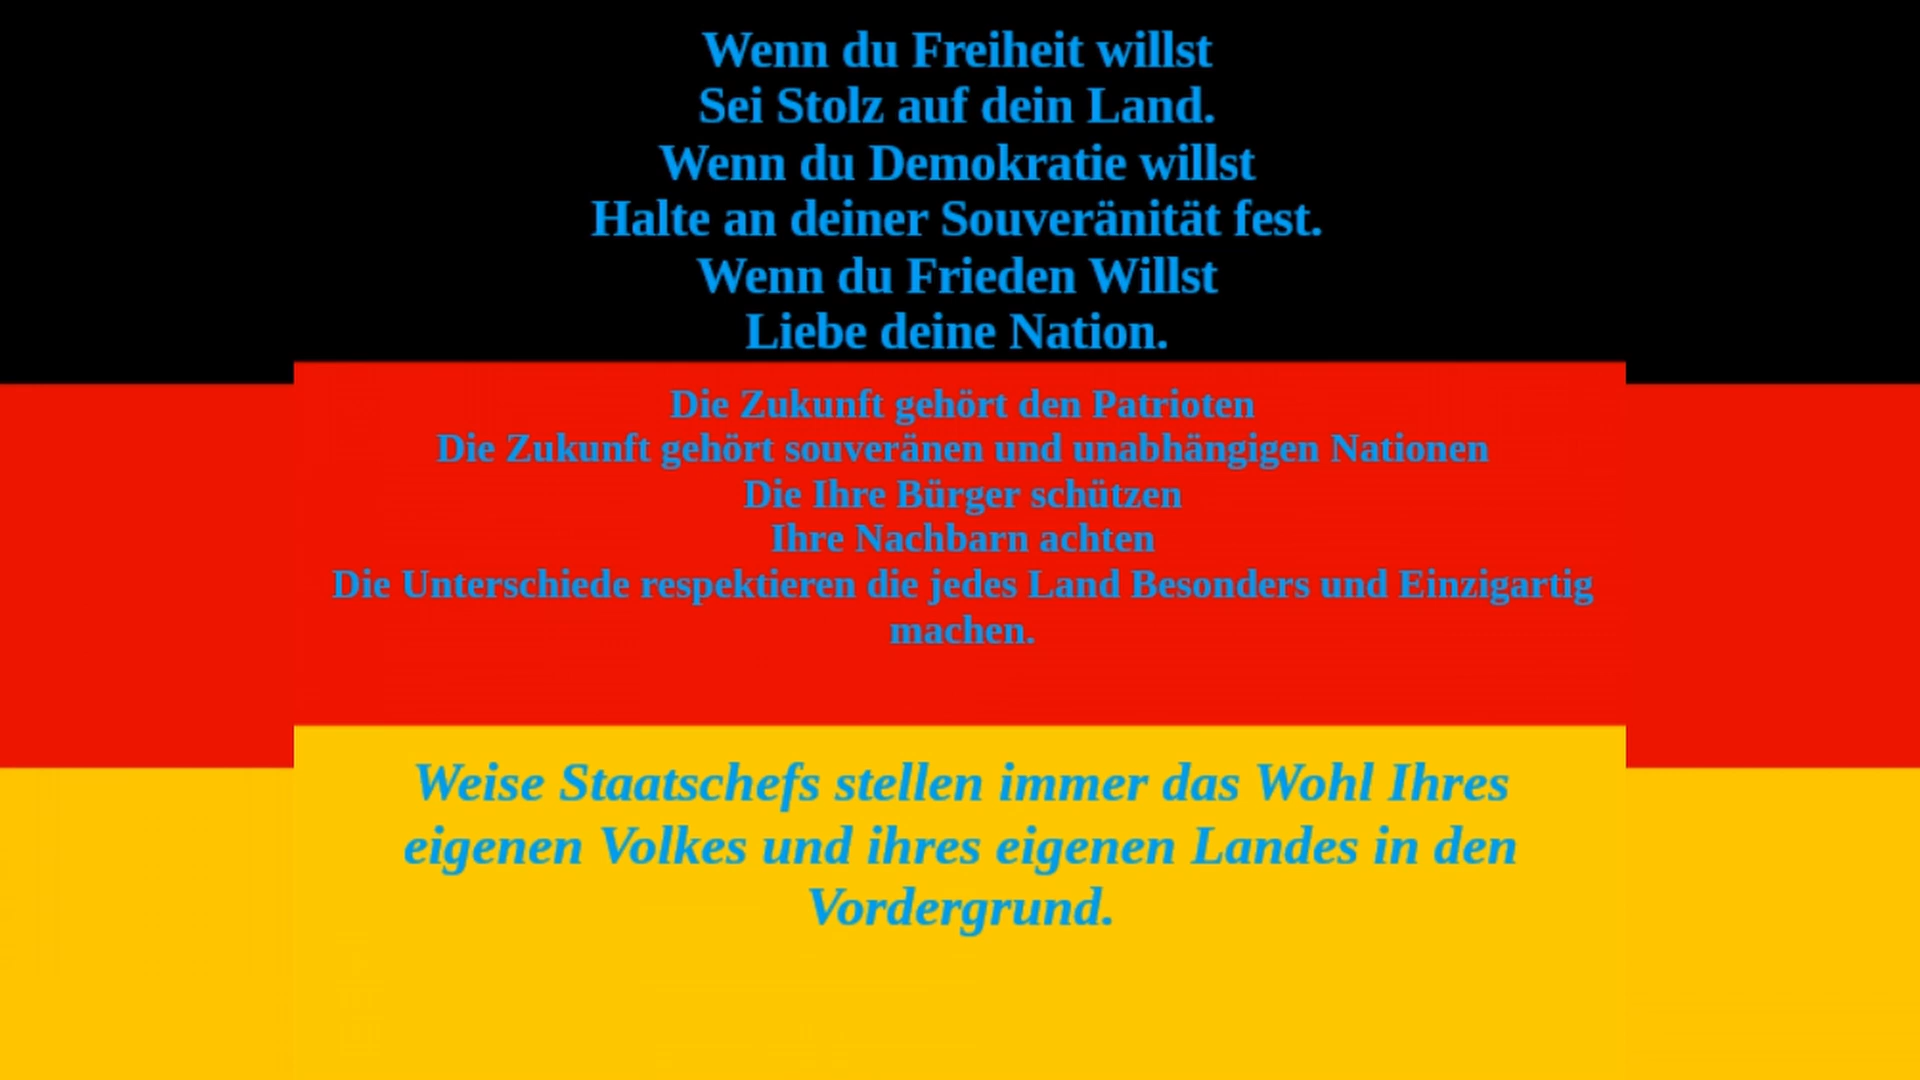 Wenn du Freiheit willst
Sei Stolz auf dein Land.
Wenn du Demokratie willst
Halte an deiner Souveränität fest.
Wenn du Frieden Willst
Liebe deine Nation.
Die Zukunft gehört den Patrioten
Die Zukunft gehört souveränen und unabhängigen Nationen
Die Ihre Bürger schützen
Ihre Nachbarn achten
Die Unterschiede respektieren die jedes Land Besonders und Einzigartig
machen.
Weise Staatschefs stellen immer das Wohl Ihres
eigenen Volkes und ihres eigenen Landes in den
Vordergrund.